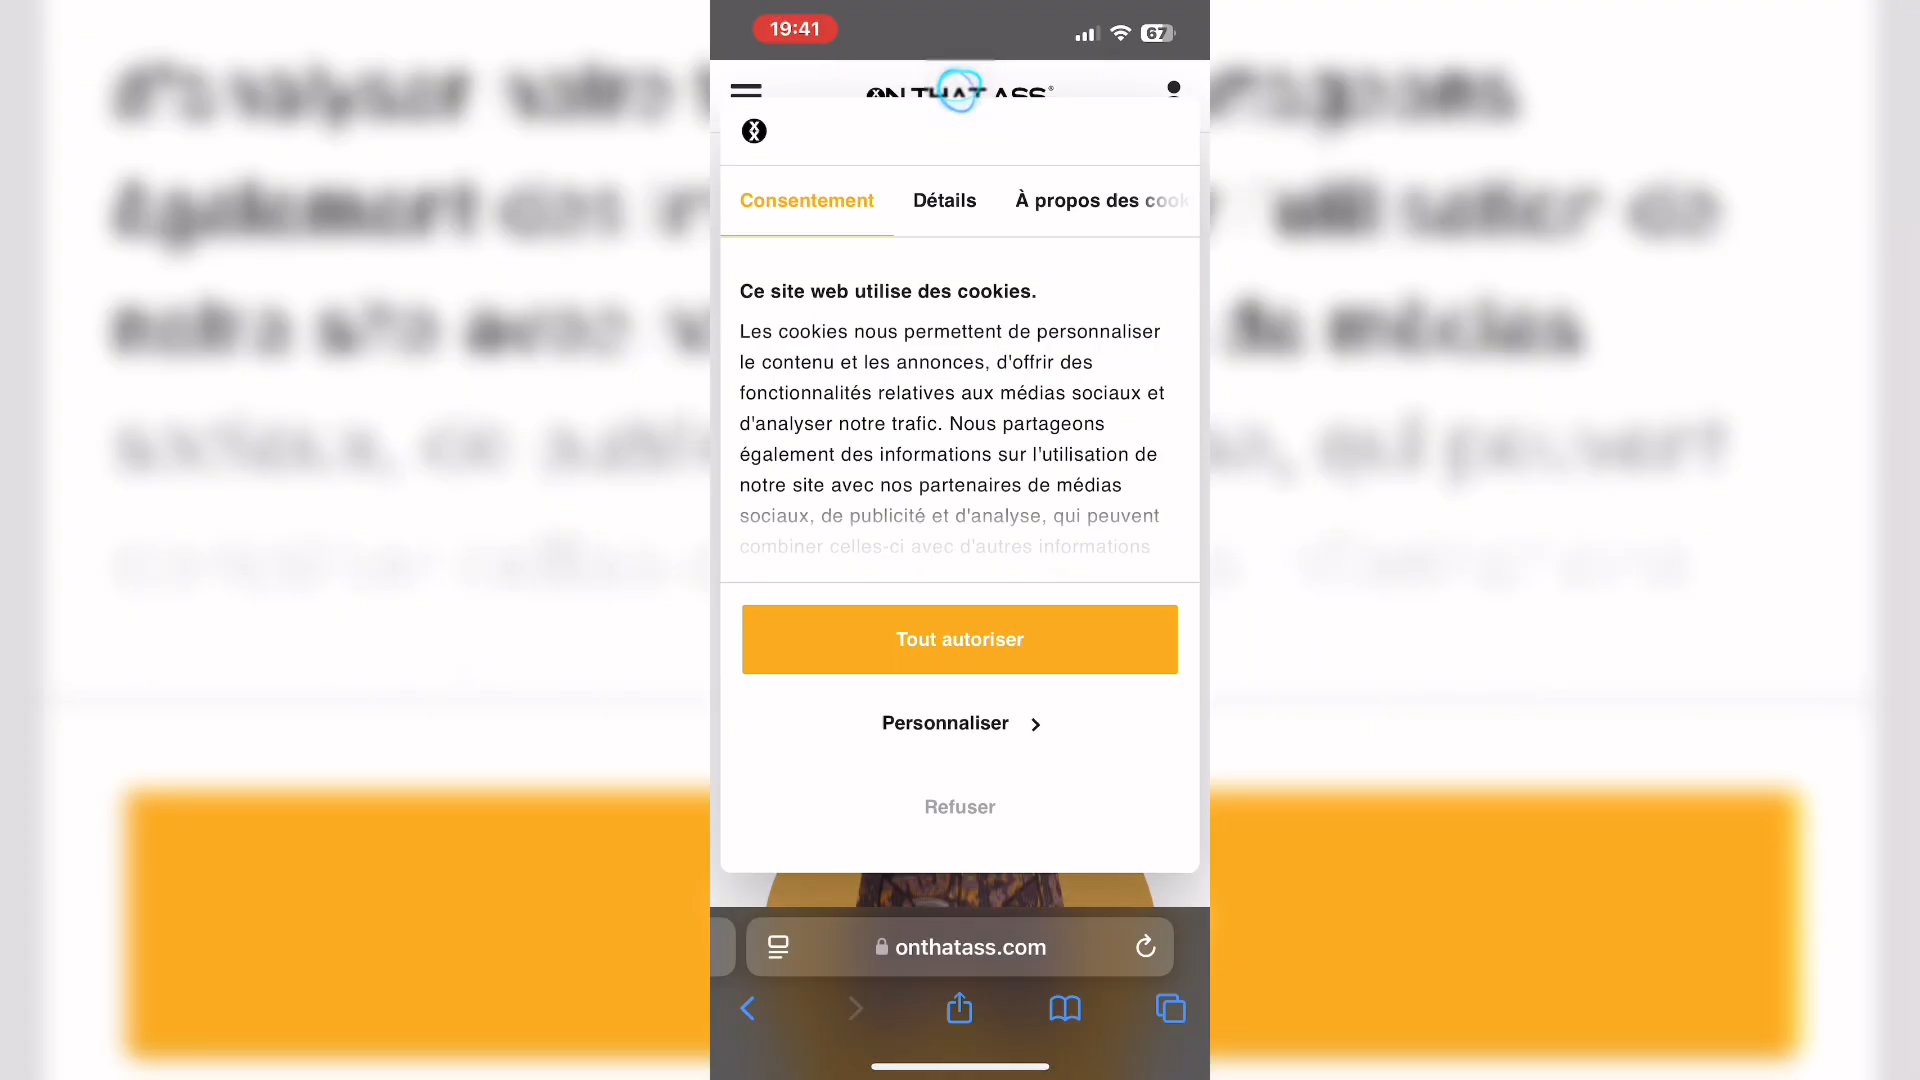 19:41
67
ON THAT ASS®
Consentement
Détails
À propos des cook
Ce site web utilise des cookies.
Les cookies nous permettent de personnaliser
le contenu et les annonces, d'offrir des
fonctionnalités relatives aux médias sociaux et
d'analyser notre trafic. Nous partageons
également des informations sur l'utilisation de
notre site avec nos partenaires de médias
sociaux, de publicité et d'analyse, qui peuvent
combiner celles-ci avec d'autres informations
Tout autoriser
Personnaliser
Refuser
onthatass.com